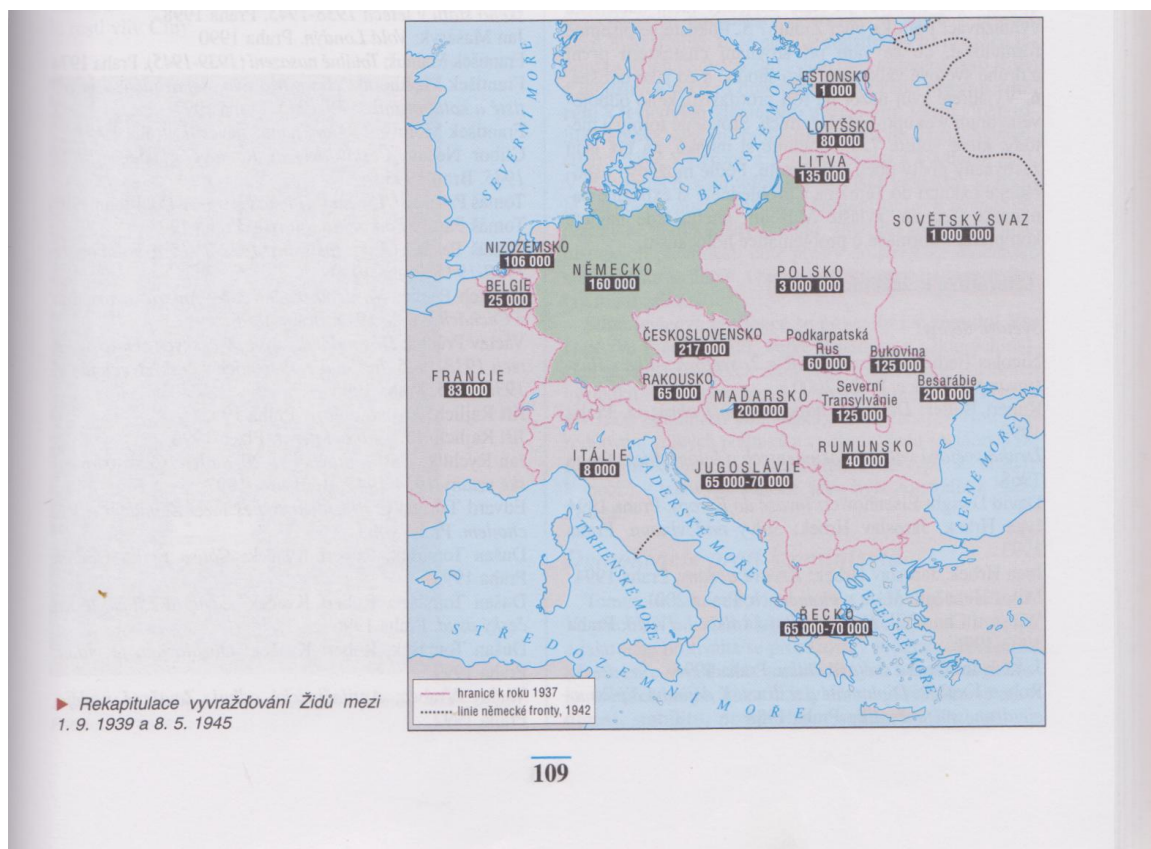 SEVERNÍ MOŘE
BALTSKÉ MOŘE
ESTONSKO
1 000
LOTYŠSKO
80 000
LITVA
135 000
SOVĚTSKÝ SVAZ
1 000 000
NIZOZEMSKO
106 000
BELGIE
25 000
NĚMECKO
160 000
POLSKO
3 000 000
ČESKOSLOVENSKO
217 000
Podkarpatská
Rus
60 000
Bukovina
125 000
Besarábie
200 000
FRANCIE
83 000
RAKOUSKO
65 000
MAĎARSKO
200 000
Severní
Transylvánie
125 000
ITÁLIE
8 000
JUGOSLÁVIE
65 000-70 000
RUMUNSKO
40 000
JADERSKÉ MOŘE
ČERNÉ MOŘE
TYRHÉNSKÉ MOŘE
ŘECKO
65 000-70 000
EGEJSKÉ MOŘE
STŘEDOZEMNÍ MOŘE
hranice k roku 1937
linie německé fronty, 1942
▶ Rekapitulace vyvražďování Židů mezi
1. 9. 1939 a 8. 5. 1945
109